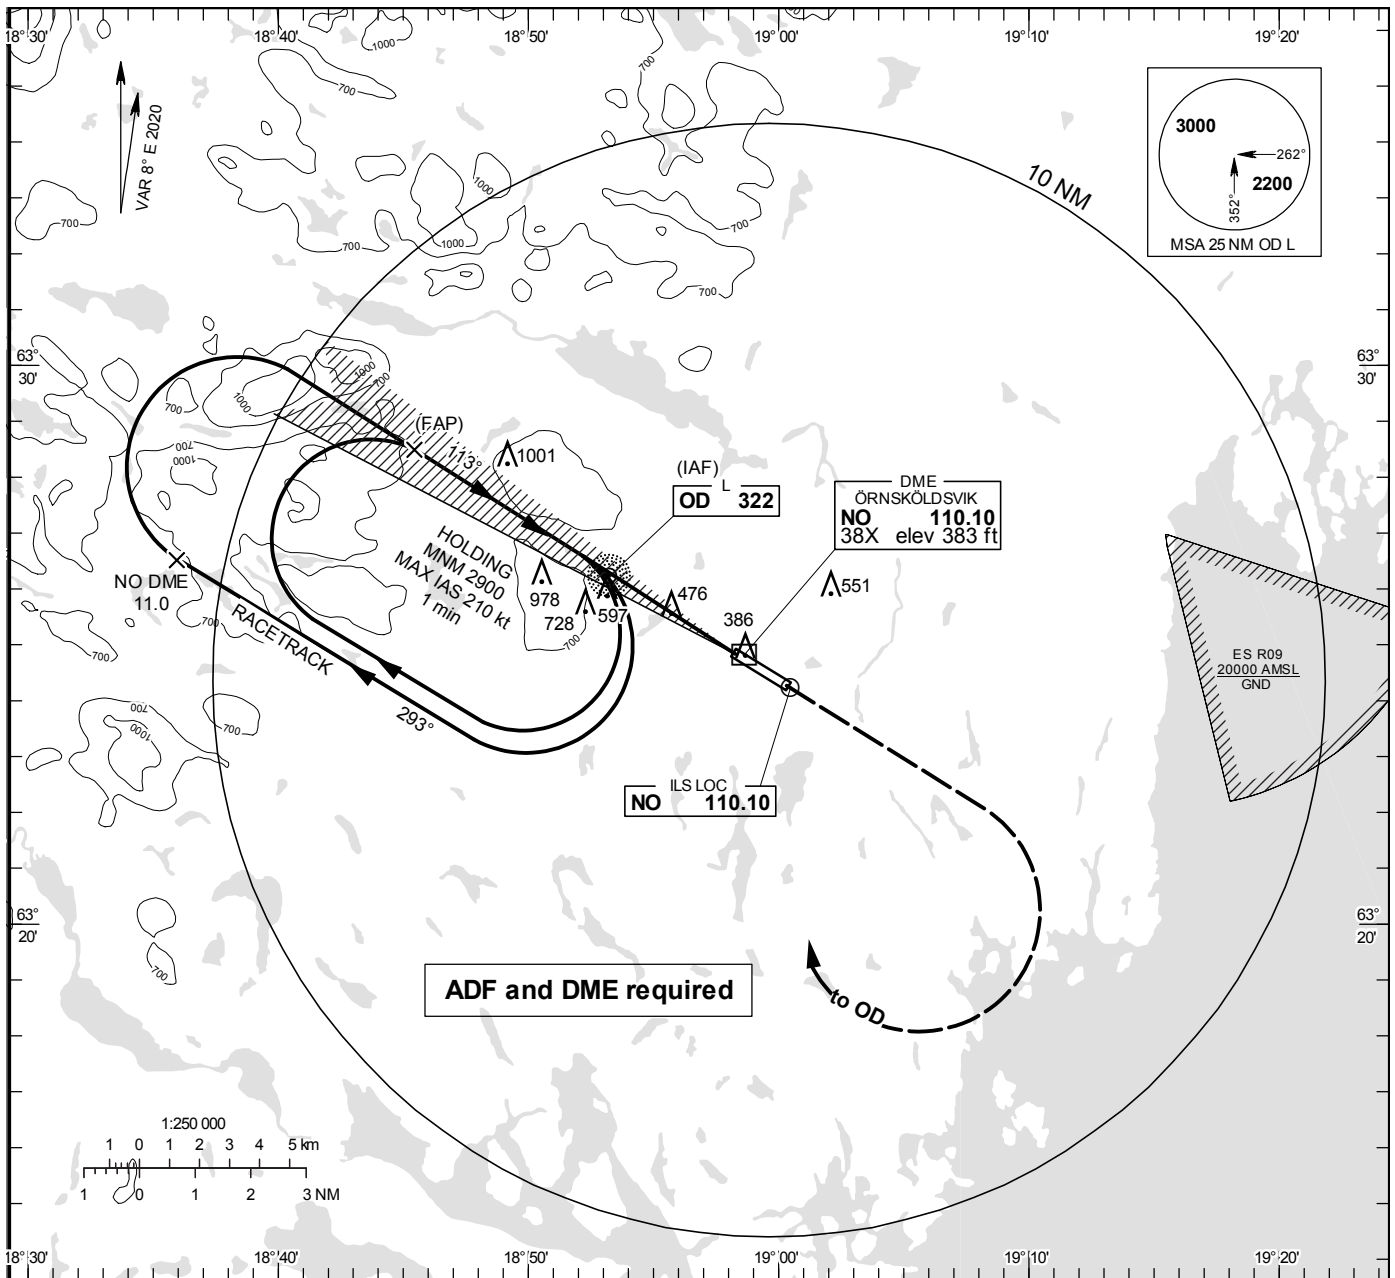 18°30'
18°40'
18°50'
19°00'
19°10'
19°20'
1000
700
700
VAR 8° E 2020
10 NM
3000
262°
2200
352°
MSA 25 NM OD L
700
1000
1000
700
700
700
63°
30'
63°
30'
1000
700
700
1000
700
1000
(FAP)
113°
1001
(IAF)
L
OD 322
DME
ÖRNSKÖLDSVIK
NO 110.10
38X elev 383 ft
HOLDING
MNM 2900
MAX IAS 210 kt
1 min
978
728
597
476
551
386
NO DME
11.0
RACETRACK
700
700
700
293°
700
1000
700
ES R09
20000 AMSL
GND
ILS LOC
NO 110.10
63°
20'
63°
20'
700
ADF and DME required
to OD
1:250 000
1 0 1 2 3 4 5 km
1 0 1 2 3 NM
18°30'
18°40'
18°50'
19°00'
19°10'
19°20'